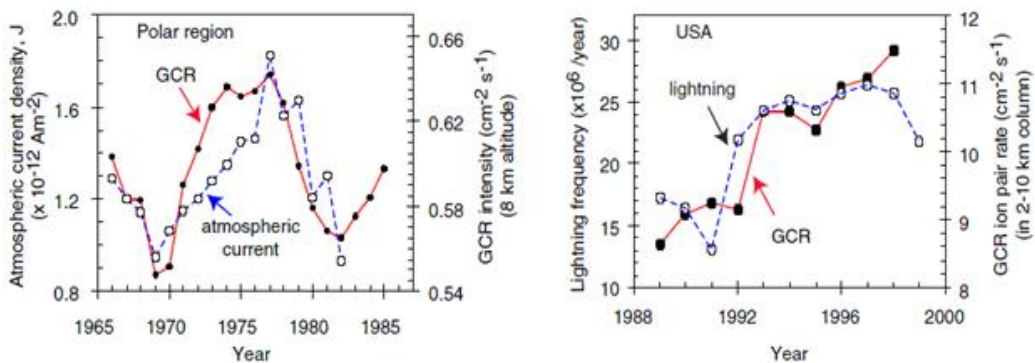 Atmospheric current density, J
(x 10-12 Am-2)
2.0
1.6
1.2
0.8
Polar region
GCR
atmospheric
current
0.66
0.62
0.58
0.54
GCR intensity (cm-2 s-1)
(8 km altitude)
1965
1970
1975
1980
1985
Year
Lightning frequency (x10⁶ /year)
30
25
20
15
10
USA
lightning
GCR
12
11
10
9
8
GCR ion pair rate (cm-2 s-1)
(in 2-10 km column)
1988
1992
1996
2000
Year